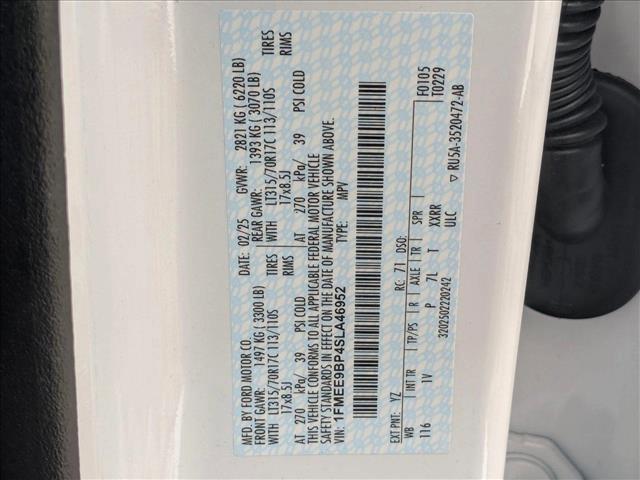 MFD. BY FORD MOTOR CO.
DATE: 02/25 GVWR: 2821 KG ( 6220 LB)
FRONT GAWR: 1497 KG ( 3300 LB) REAR GAWR: 1393 KG ( 3070 LB)
LT315/70R17C 113/110S TIRES WITH LT315/70R17C 113/110S TIRES
17x8.5J RIMS 17x8.5J RIMS
AT 270 kPa/ 39 PSI COLD AT 270 kPa/ 39 PSI COLD
THIS VEHICLE CONFORMS TO ALL APPLICABLE FEDERAL MOTOR VEHICLE
SAFETY STANDARDS IN EFFECT ON THE DATE OF MANUFACTURE SHOWN ABOVE.
VIN: 1FMEE9BP4SLA46952 TYPE: MPV
F0105
T0229
EXT PNT: YZ RC: 71 DSO:
WB INT TR TP/PS R AXLE TR SPR
116 1V P 7L T XXRR
3202502220242 ULC
▽ RU5A-3520472-AB